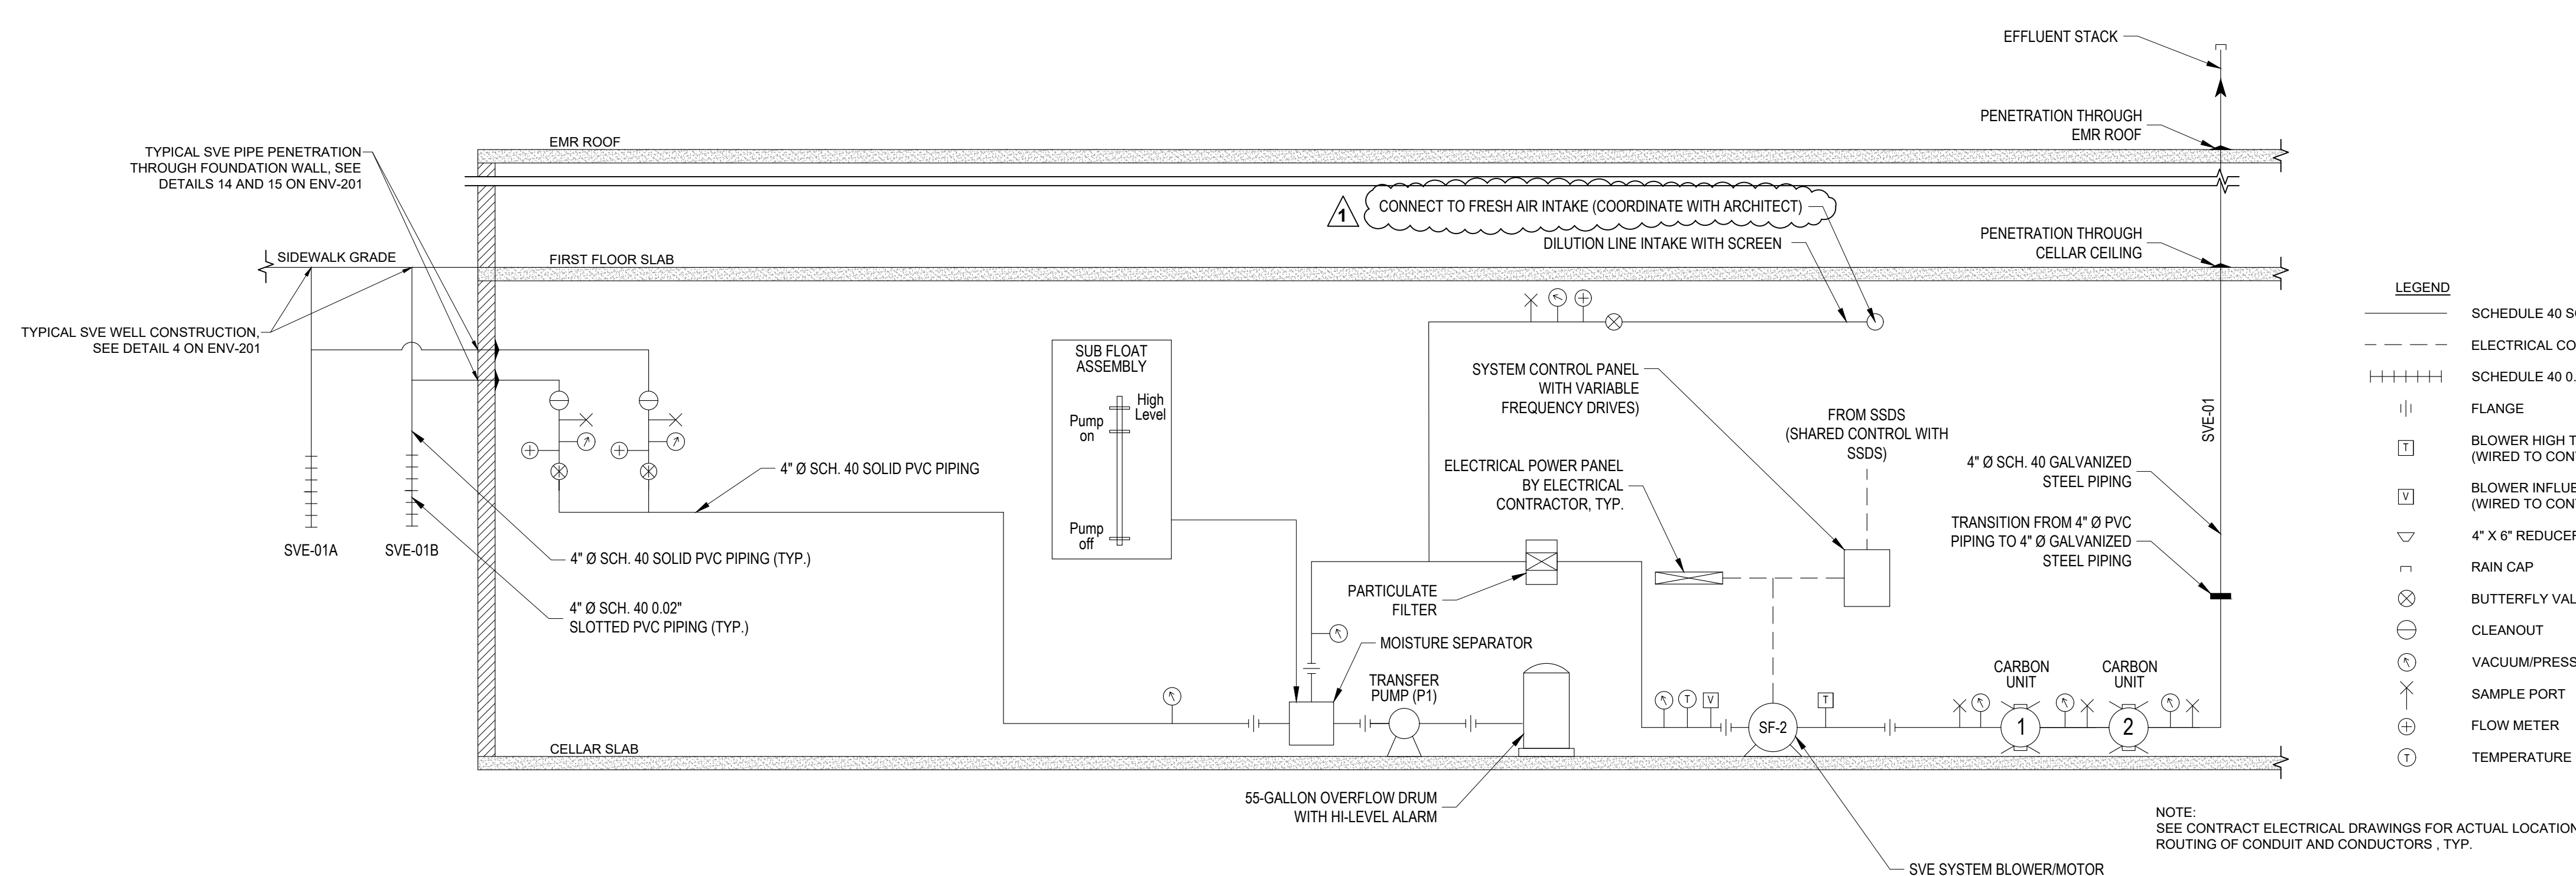 EFFLUENT STACK
PENETRATION THROUGH
EMR ROOF
EMR ROOF
TYPICAL SVE PIPE PENETRATION
THROUGH FOUNDATION WALL, SEE
DETAILS 14 AND 15 ON ENV-201
1
CONNECT TO FRESH AIR INTAKE (COORDINATE WITH ARCHITECT)
DILUTION LINE INTAKE WITH SCREEN
PENETRATION THROUGH
CELLAR CEILING
SIDEWALK GRADE
FIRST FLOOR SLAB
TYPICAL SVE WELL CONSTRUCTION,
SEE DETAIL 4 ON ENV-201
SUB FLOAT
ASSEMBLY
High
Level
Pump
on
Pump
off
SYSTEM CONTROL PANEL
WITH VARIABLE
FREQUENCY DRIVES)
FROM SSDS
(SHARED CONTROL WITH
SSDS)
SVE-01
ELECTRICAL POWER PANEL
BY ELECTRICAL
CONTRACTOR, TYP.
4" Ø SCH. 40 GALVANIZED
STEEL PIPING
TRANSITION FROM 4" Ø PVC
PIPING TO 4" Ø GALVANIZED
STEEL PIPING
4" Ø SCH. 40 SOLID PVC PIPING
SVE-01A
SVE-01B
4" Ø SCH. 40 SOLID PVC PIPING (TYP.)
4" Ø SCH. 40 0.02"
SLOTTED PVC PIPING (TYP.)
PARTICULATE
FILTER
MOISTURE SEPARATOR
TRANSFER
PUMP (P1)
T
V
T
SF-2
CARBON
UNIT
1
CARBON
UNIT
2
CELLAR SLAB
55-GALLON OVERFLOW DRUM
WITH HI-LEVEL ALARM
SVE SYSTEM BLOWER/MOTOR
LEGEND
SCHEDULE 40 S
ELECTRICAL CO
SCHEDULE 40 0.
FLANGE
T
BLOWER HIGH T
(WIRED TO CON
V
BLOWER INFLUE
(WIRED TO CON
4" X 6" REDUCER
RAIN CAP
BUTTERFLY VAL
CLEANOUT
VACUUM/PRESS
SAMPLE PORT
FLOW METER
T
TEMPERATURE
NOTE:
SEE CONTRACT ELECTRICAL DRAWINGS FOR ACTUAL LOCATION
ROUTING OF CONDUIT AND CONDUCTORS , TYP.